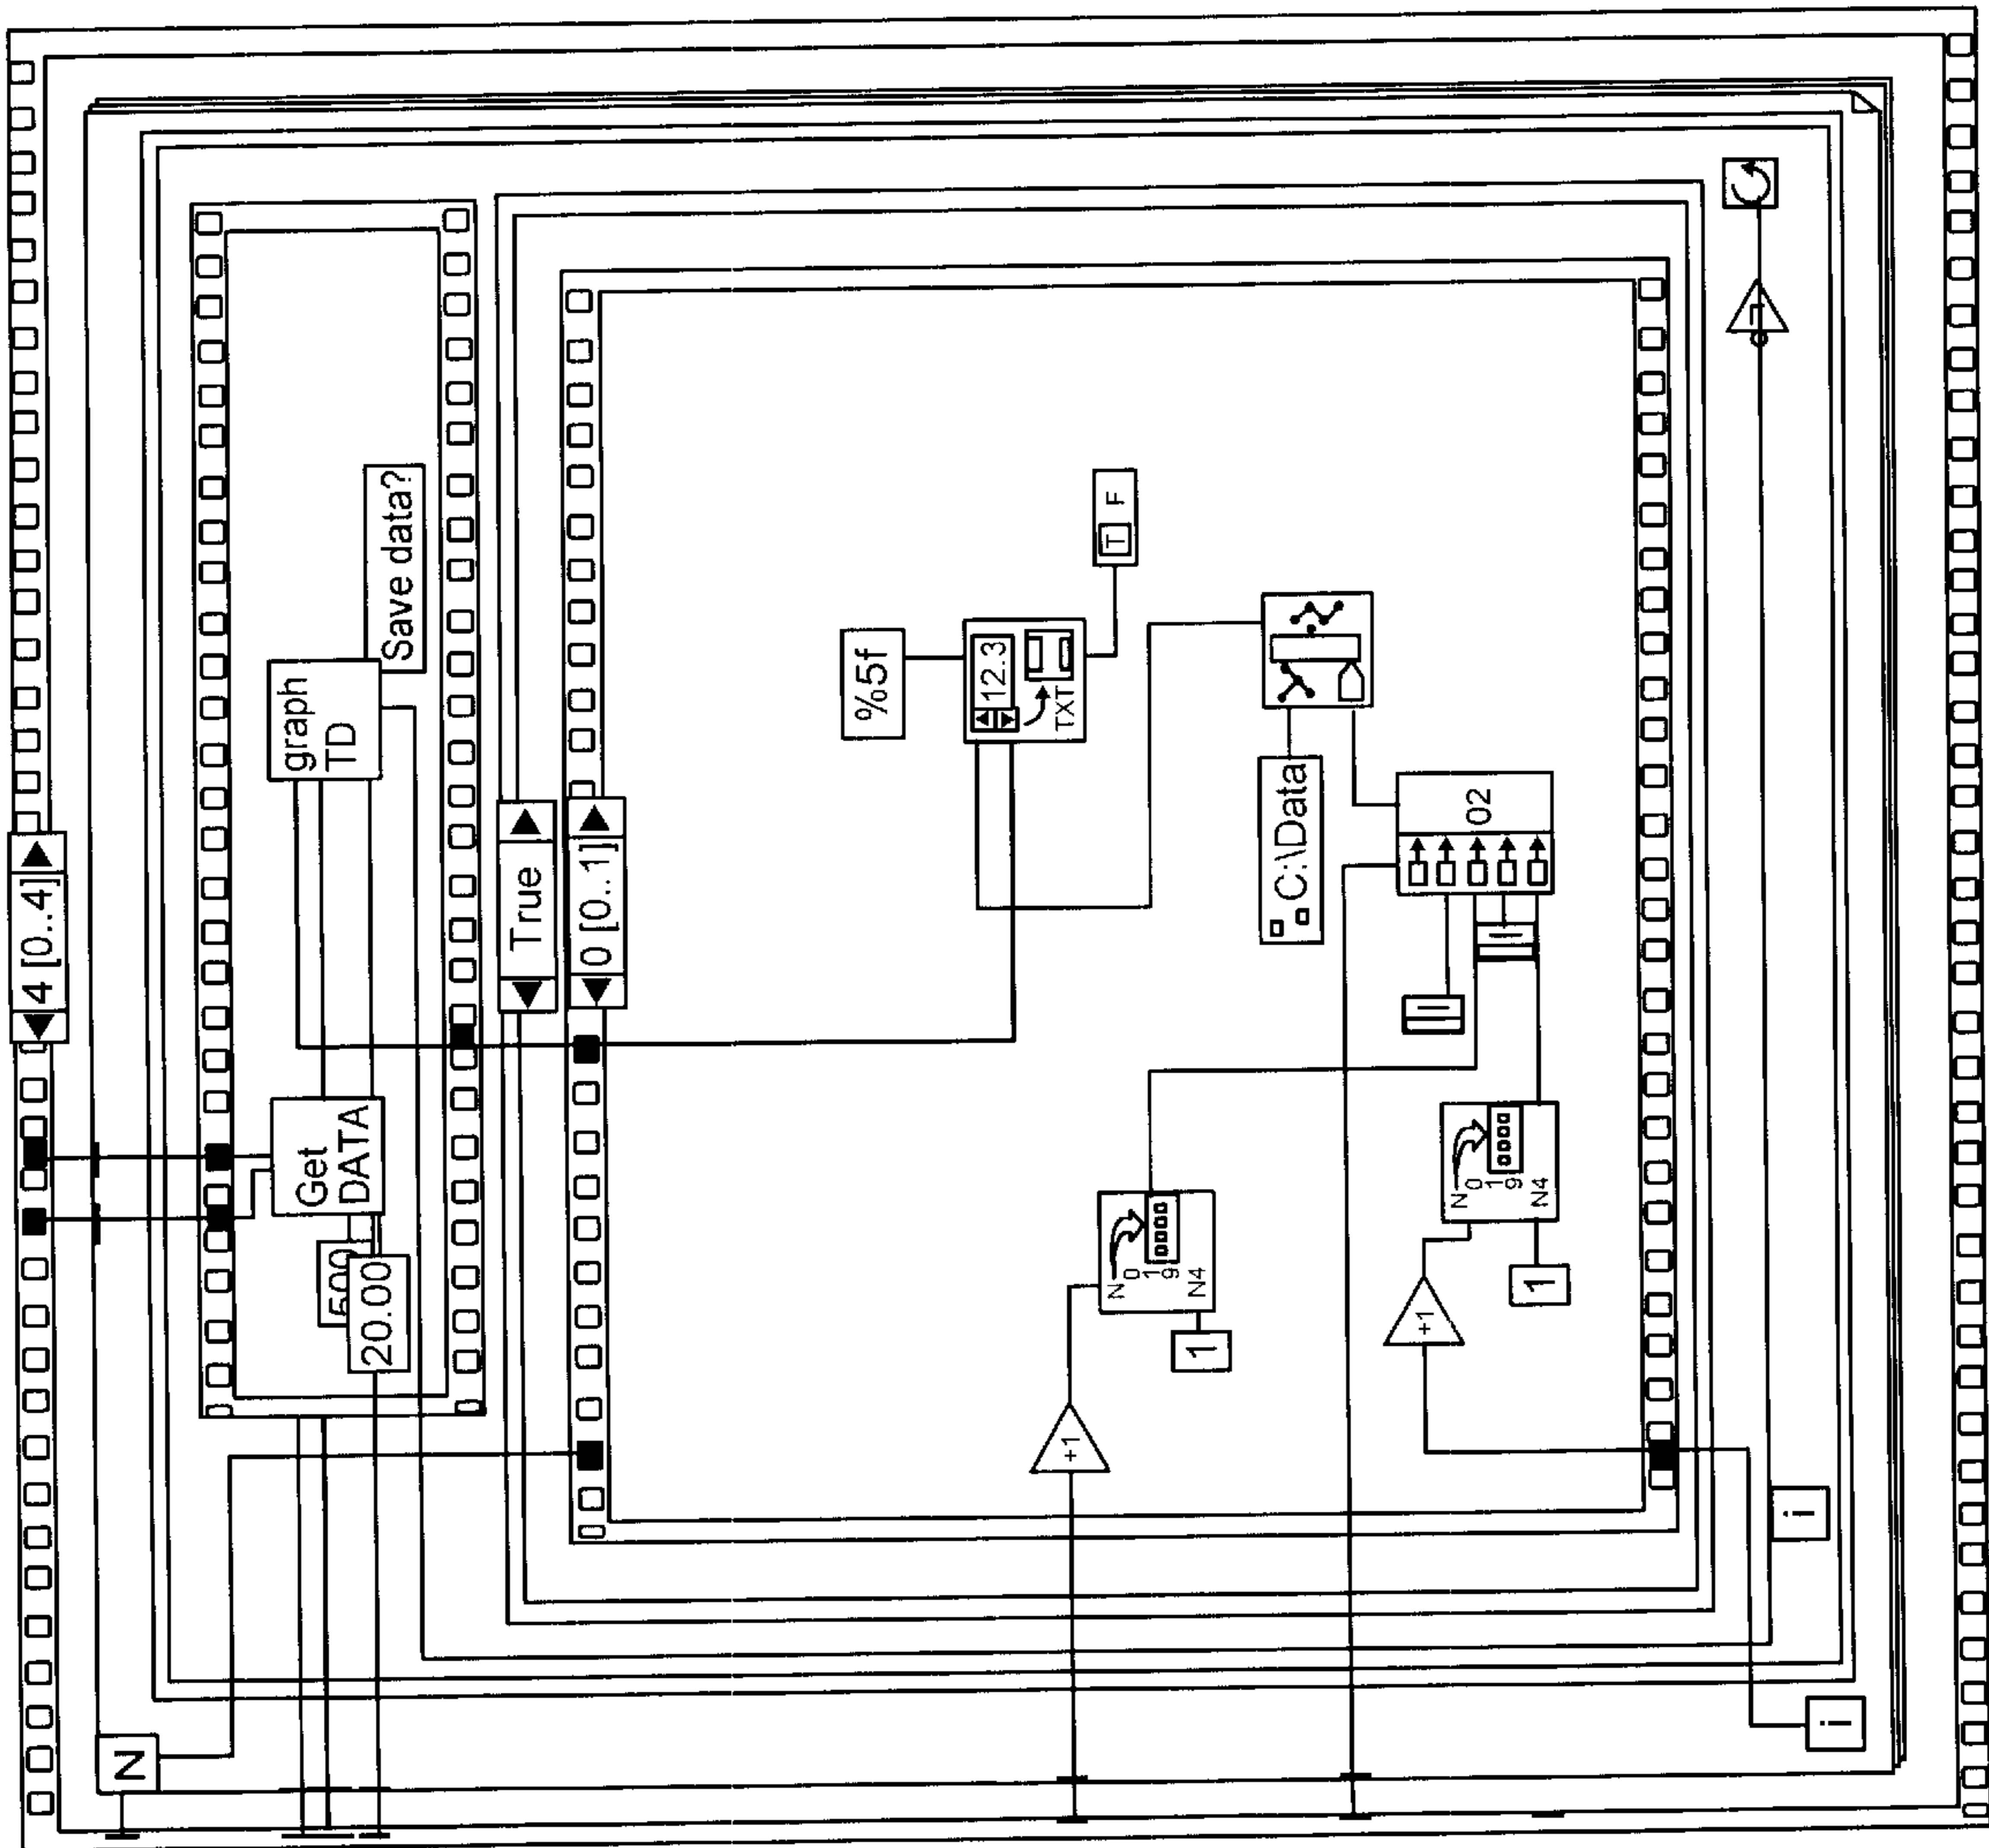 4 [0..4]
N
Get
DATA
500
20.00
graph
TD
Save data?
True
0 [0..1]
%5f
12.3
TXT
T F
C:\Data
02
+1
N
0
1
9
N4
1
+1
N
0
1
9
N4
1
i
i